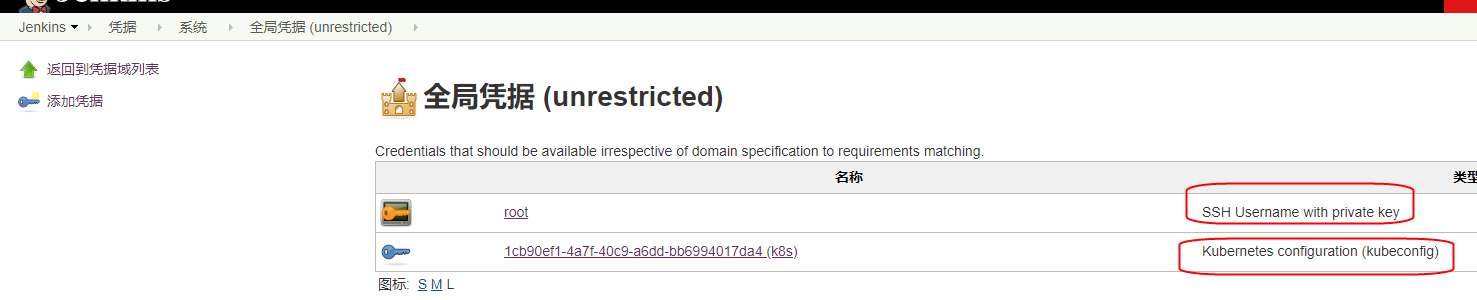 Jenkins
Jenkins 凭据 系统 全局凭据 (unrestricted)
返回到凭据域列表
添加凭据
全局凭据 (unrestricted)
Credentials that should be available irrespective of domain specification to requirements matching.
名称 类型
root SSH Username with private key
1cb90ef1-4a7f-40c9-a6dd-bb6994017da4 (k8s) Kubernetes configuration (kubeconfig)
图标: S M L